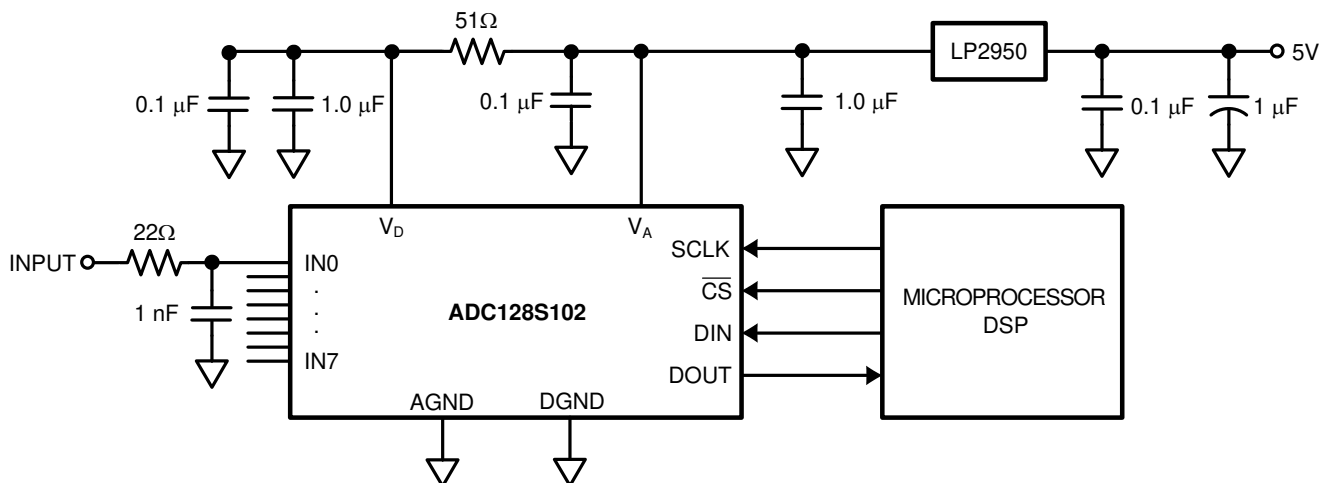 51Ω
LP2950
5V
0.1 μF
1.0 μF
0.1 μF
1.0 μF
0.1 μF
1 μF
V_D
V_A
22Ω
INPUT
IN0
SCLK
1 nF
.
.
.
C̅S̅
ADC128S102
MICROPROCESSOR
DSP
DIN
IN7
DOUT
AGND
DGND